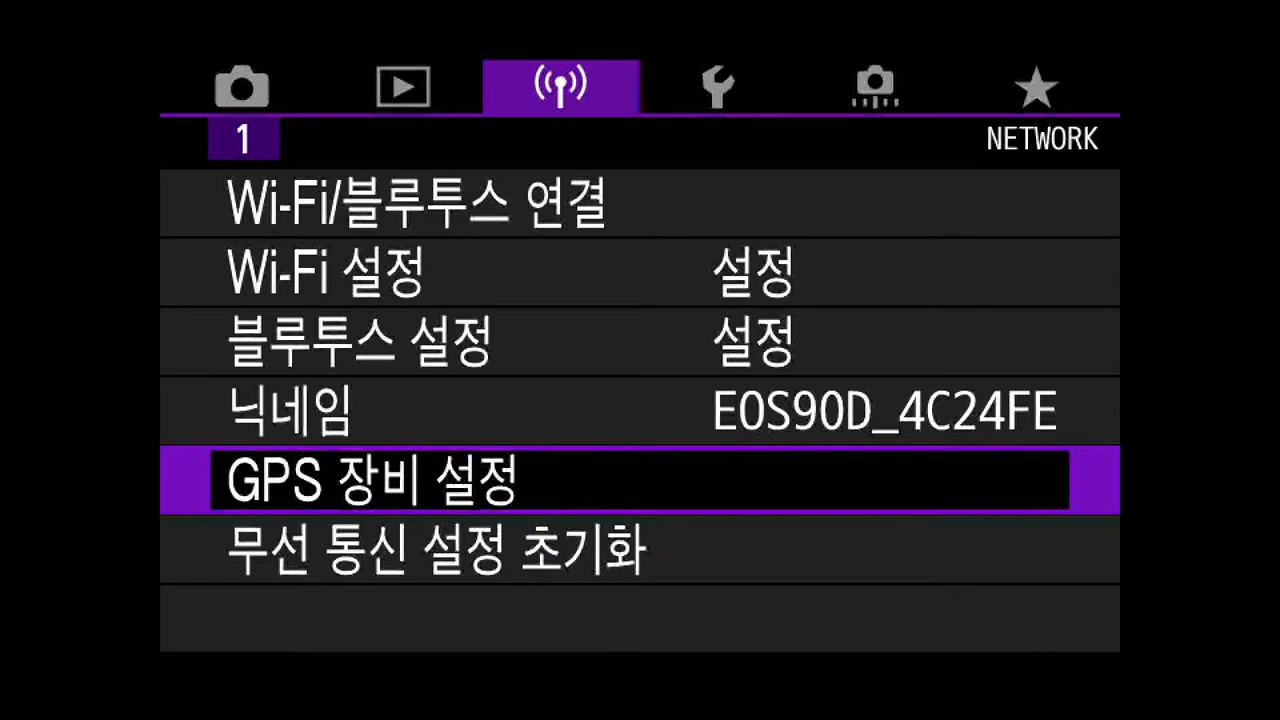 1
NETWORK
Wi-Fi/블루투스 연결
Wi-Fi 설정 설정
블루투스 설정 설정
닉네임 EOS90D_4C24FE
GPS 장비 설정
무선 통신 설정 초기화